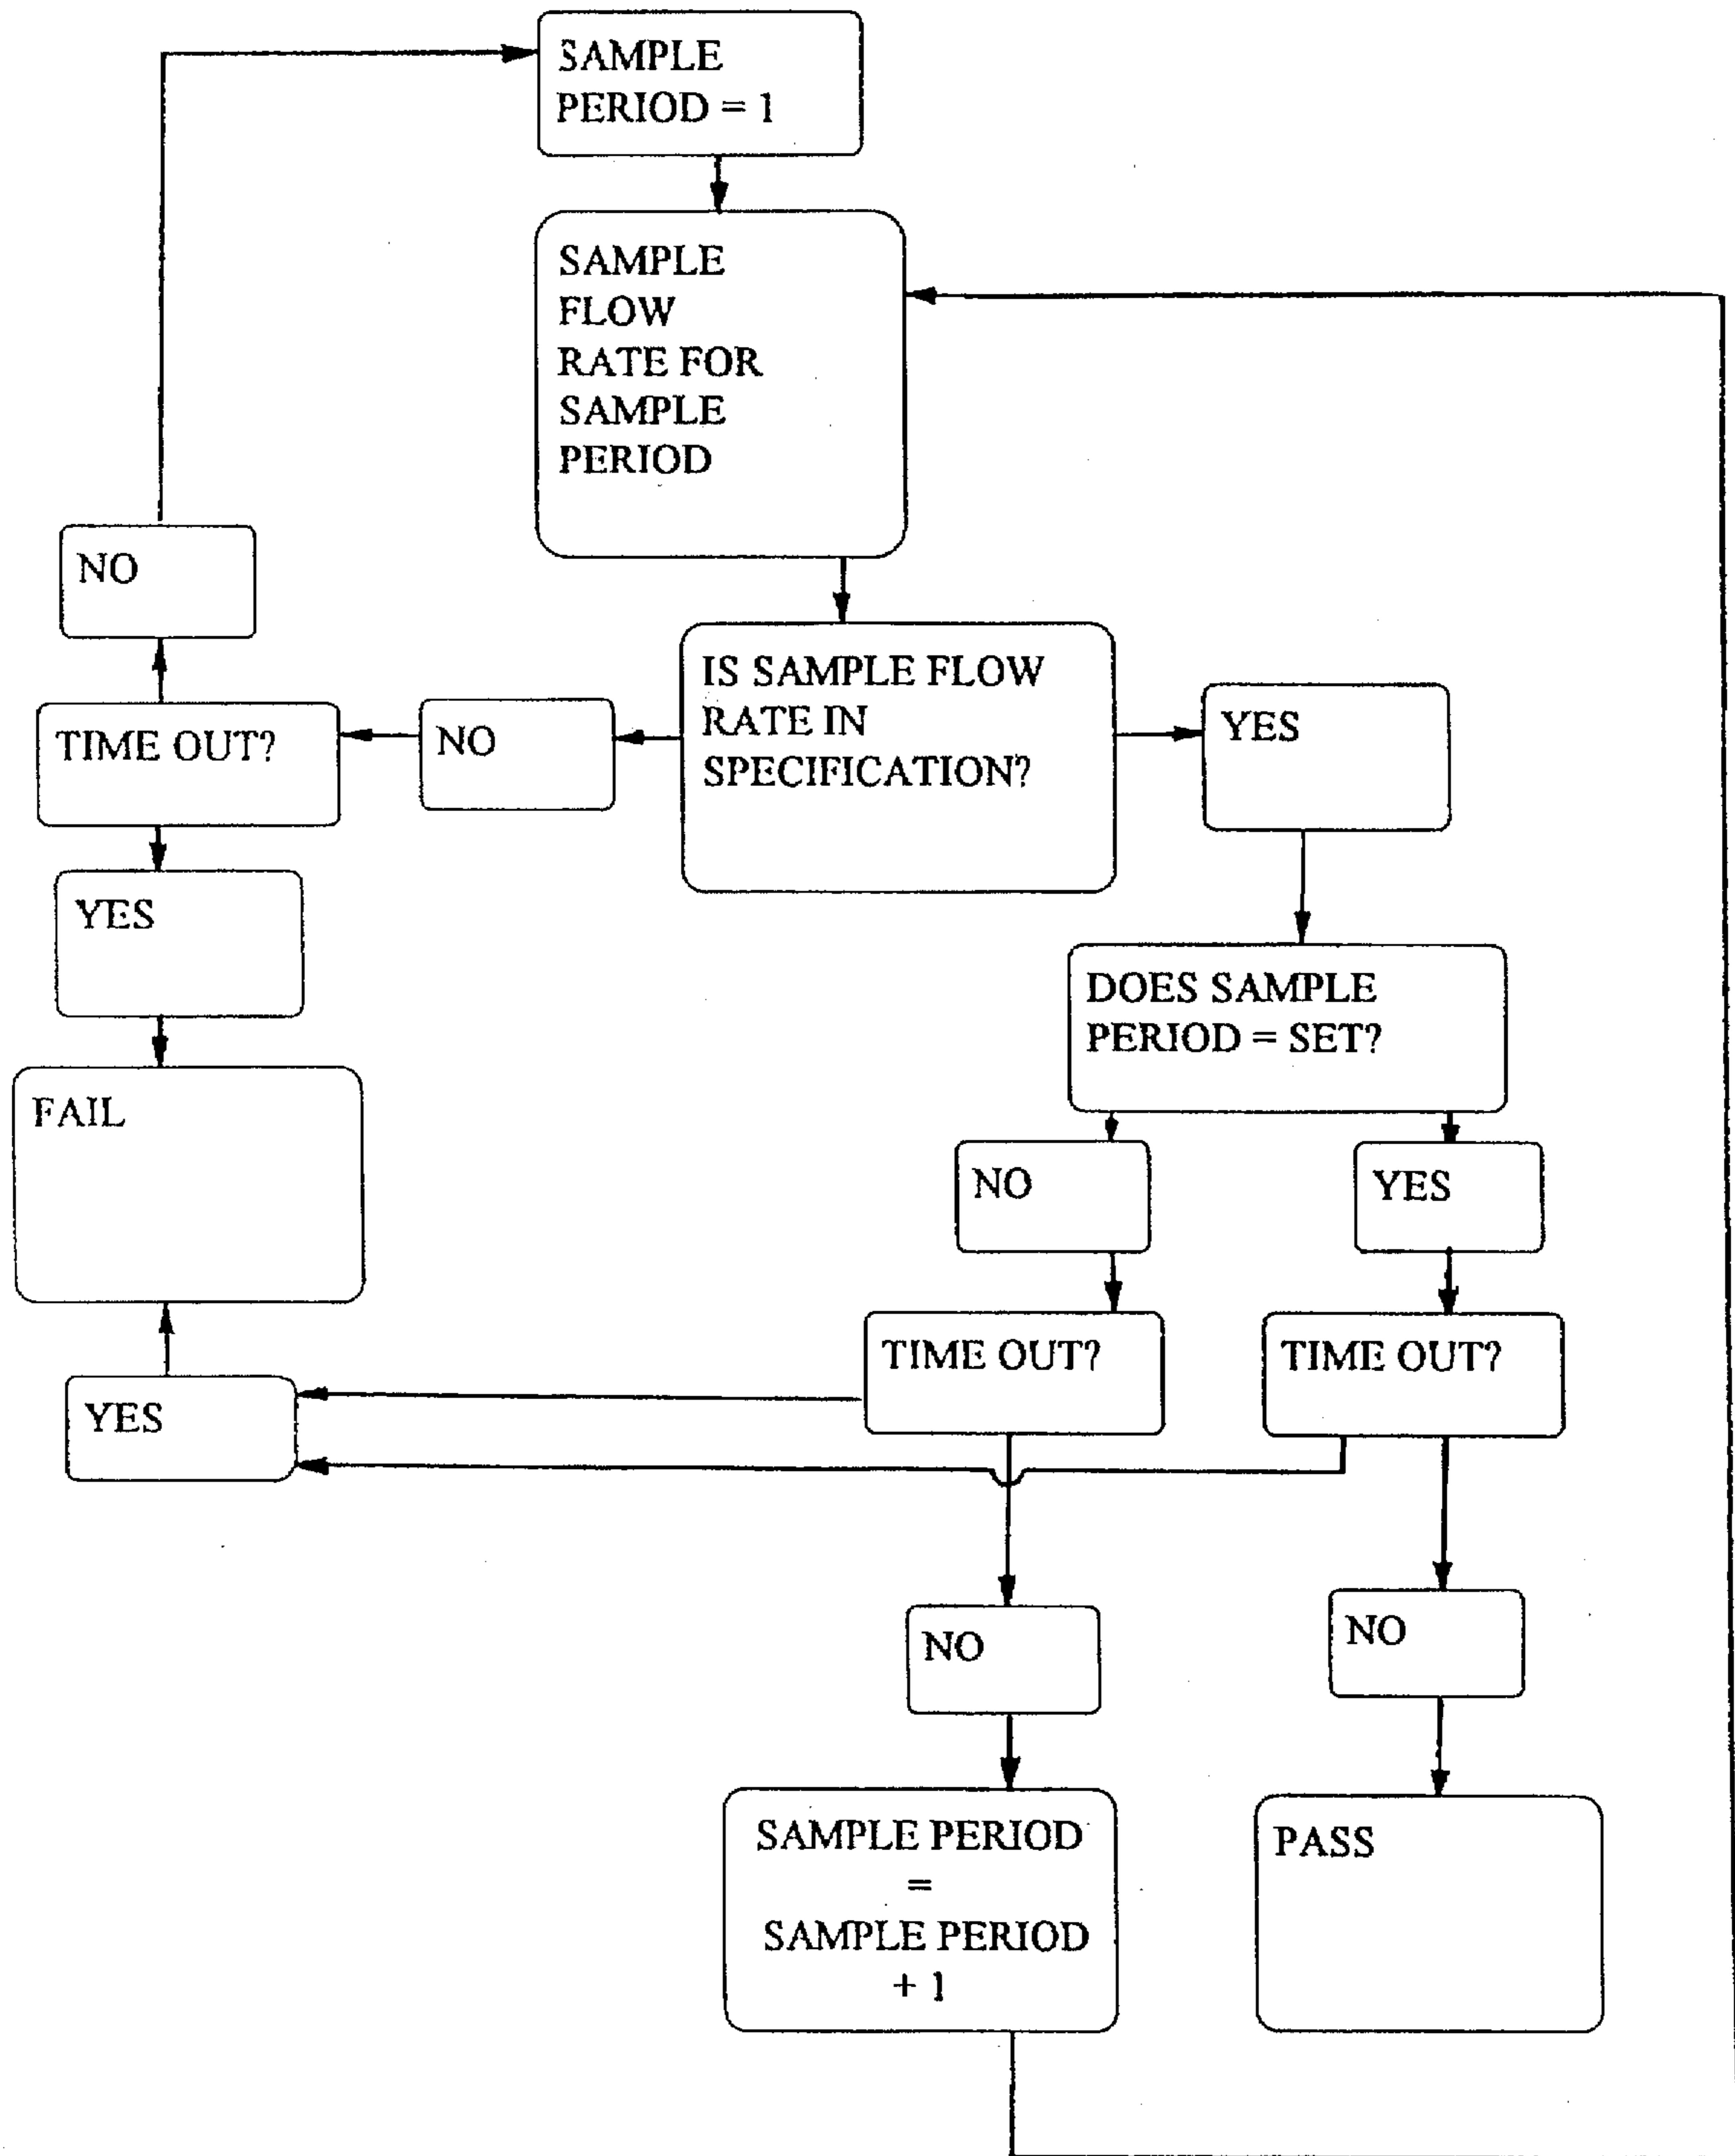 SAMPLE
PERIOD = 1
SAMPLE
FLOW
RATE FOR
SAMPLE
PERIOD
NO
IS SAMPLE FLOW
RATE IN
SPECIFICATION?
TIME OUT?
NO
YES
YES
DOES SAMPLE
PERIOD = SET?
FAIL
NO
YES
TIME OUT?
TIME OUT?
YES
NO
NO
SAMPLE PERIOD
=
SAMPLE PERIOD
+ 1
PASS